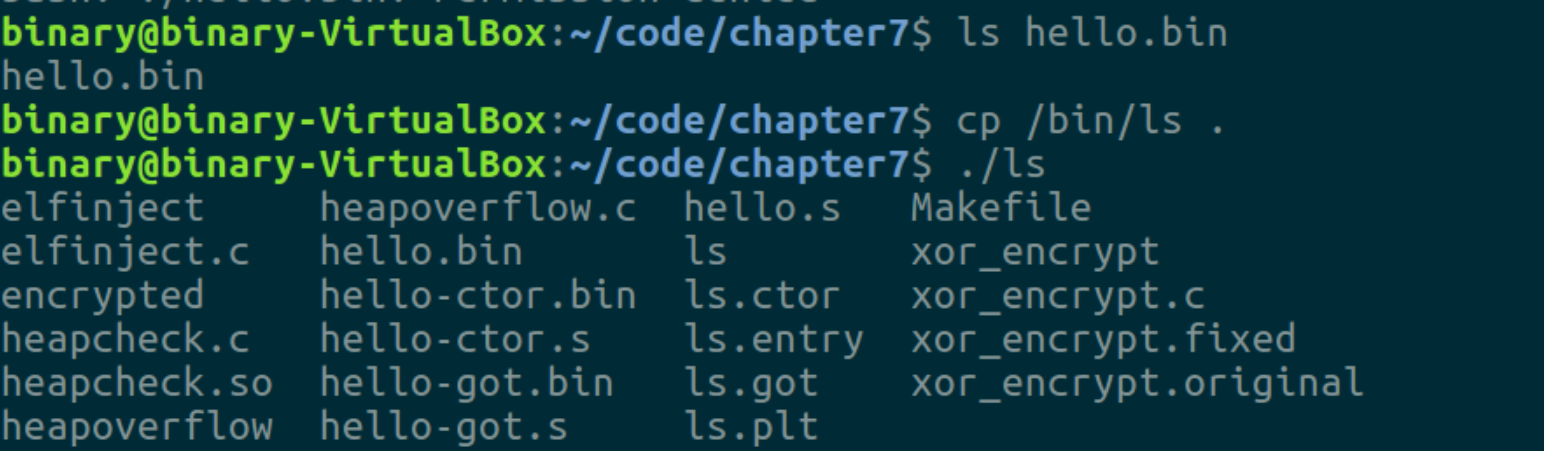 binary@binary-VirtualBox:~/code/chapter7$ ls hello.bin
hello.bin
binary@binary-VirtualBox:~/code/chapter7$ cp /bin/ls .
binary@binary-VirtualBox:~/code/chapter7$ ./ls
elfinject heapoverflow.c hello.s Makefile
elfinject.c hello.bin ls xor_encrypt
encrypted hello-ctor.bin ls.ctor xor_encrypt.c
heapcheck.c hello-ctor.s ls.entry xor_encrypt.fixed
heapcheck.so hello-got.bin ls.got xor_encrypt.original
heapoverflow hello-got.s ls.plt